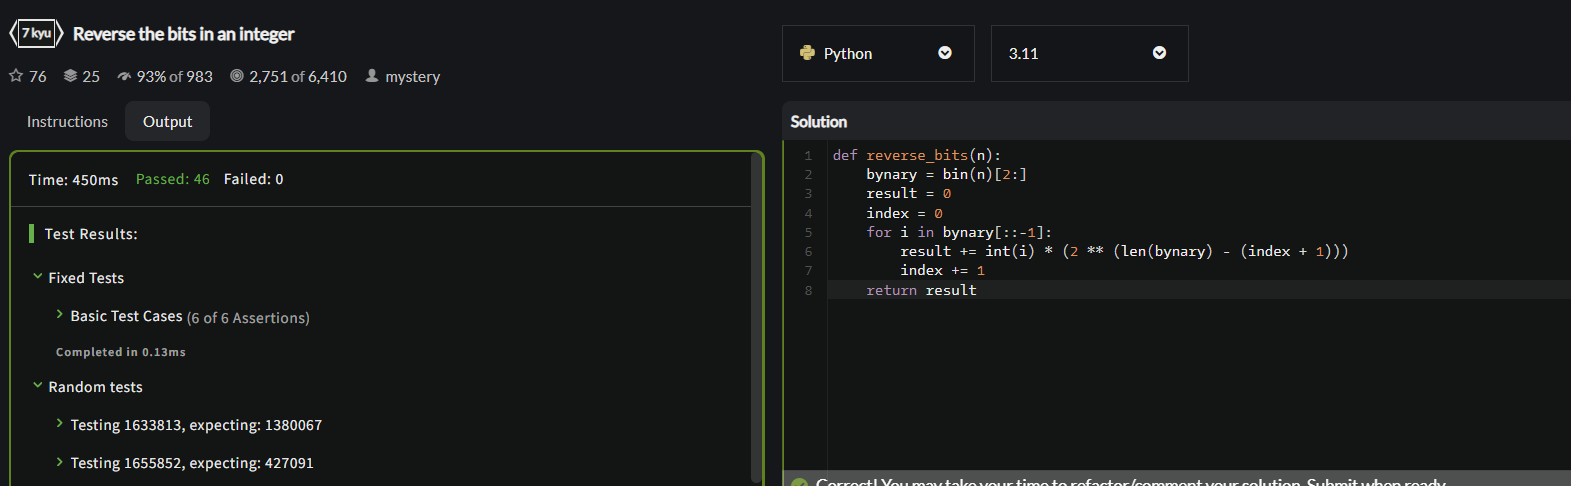 7 kyu Reverse the bits in an integer
76 25 93% of 983 2,751 of 6,410 mystery
Instructions Output
Time: 450ms Passed: 46 Failed: 0
Test Results:
Fixed Tests
Basic Test Cases (6 of 6 Assertions)
Completed in 0.13ms
Random tests
Testing 1633813, expecting: 1380067
Testing 1655852, expecting: 427091
Python 3.11
Solution
1 def reverse_bits(n):
2     bynary = bin(n)[2:]
3     result = 0
4     index = 0
5     for i in bynary[::-1]:
6         result += int(i) * (2 ** (len(bynary) - (index + 1)))
7         index += 1
8     return result
Correct! You may take your time to refactor/comment your solution. Submit when ready.